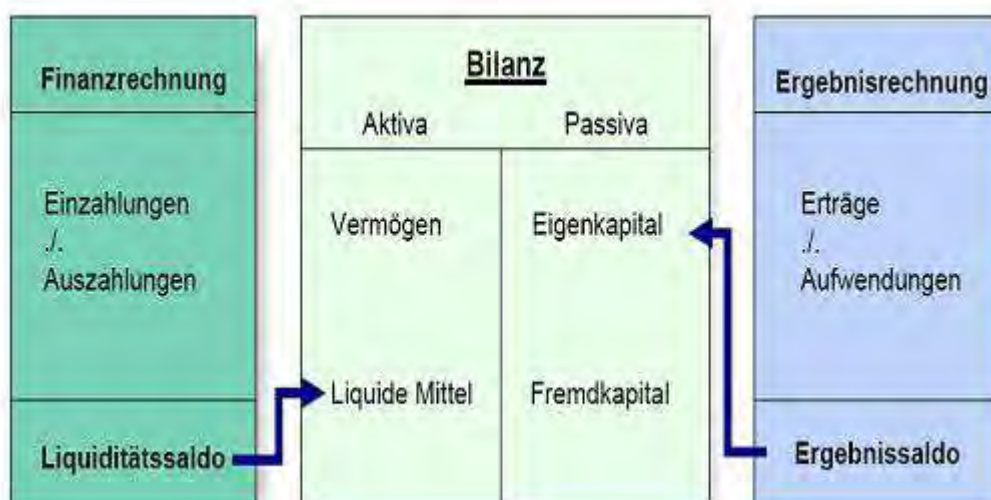 Finanzrechnung
Einzahlungen
./.
Auszahlungen
Liquiditätssaldo
Bilanz
Aktiva
Passiva
Vermögen
Eigenkapital
Liquide Mittel
Fremdkapital
Ergebnisrechnung
Erträge
./.
Aufwendungen
Ergebnissaldo